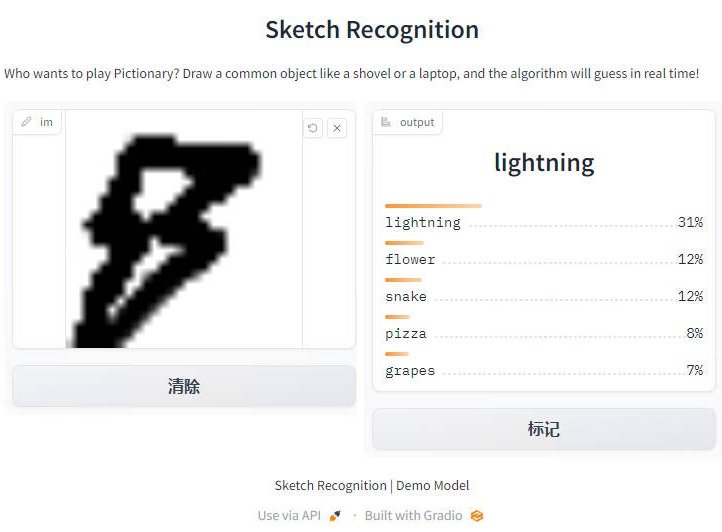 Sketch Recognition
Who wants to play Pictionary? Draw a common object like a shovel or a laptop, and the algorithm will guess in real time!
im
output
lightning
lightning 31%
flower 12%
snake 12%
pizza 8%
grapes 7%
清除
标记
Sketch Recognition | Demo Model
Use via API · Built with Gradio